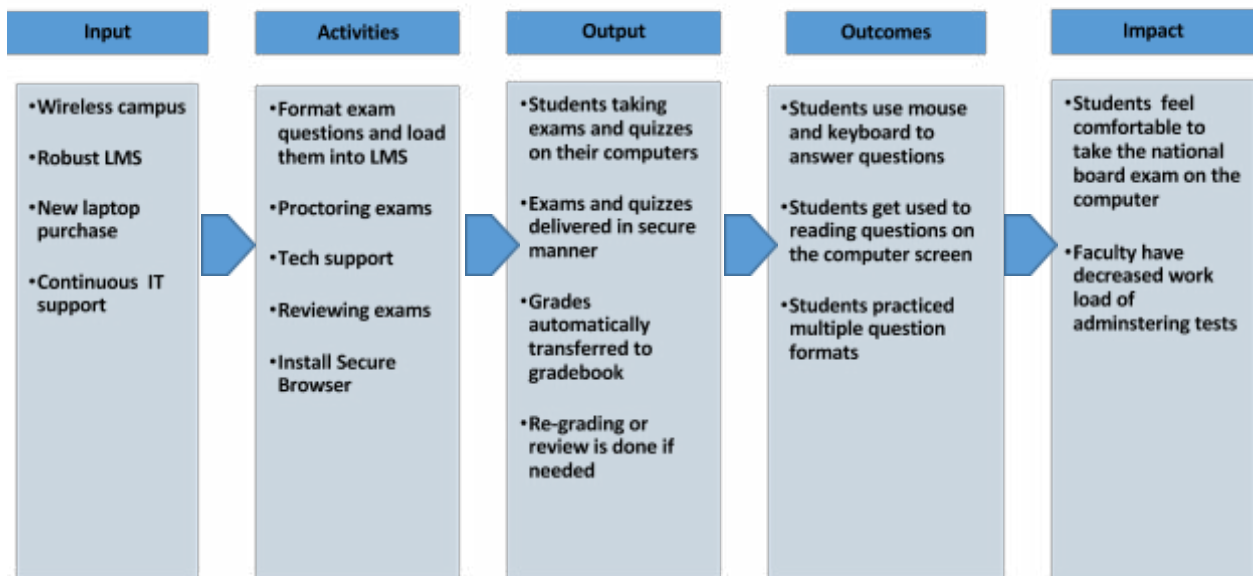 Input
Activities
Output
Outcomes
Impact
•Wireless campus
•Robust LMS
•New laptop
purchase
•Continuous IT
support
•Format exam
questions and load
them into LMS
•Proctoring exams
•Tech support
•Reviewing exams
•Install Secure
Browser
•Students taking
exams and quizzes
on their computers
•Exams and quizzes
delivered in secure
manner
•Grades
automatically
transferred to
gradebook
•Re-grading or
review is done if
needed
•Students use mouse
and keyboard to
answer questions
•Students get used to
reading questions on
the computer screen
•Students practiced
multiple question
formats
•Students feel
comfortable to
take the national
board exam on the
computer
•Faculty have
decreased work
load of
adminstering tests